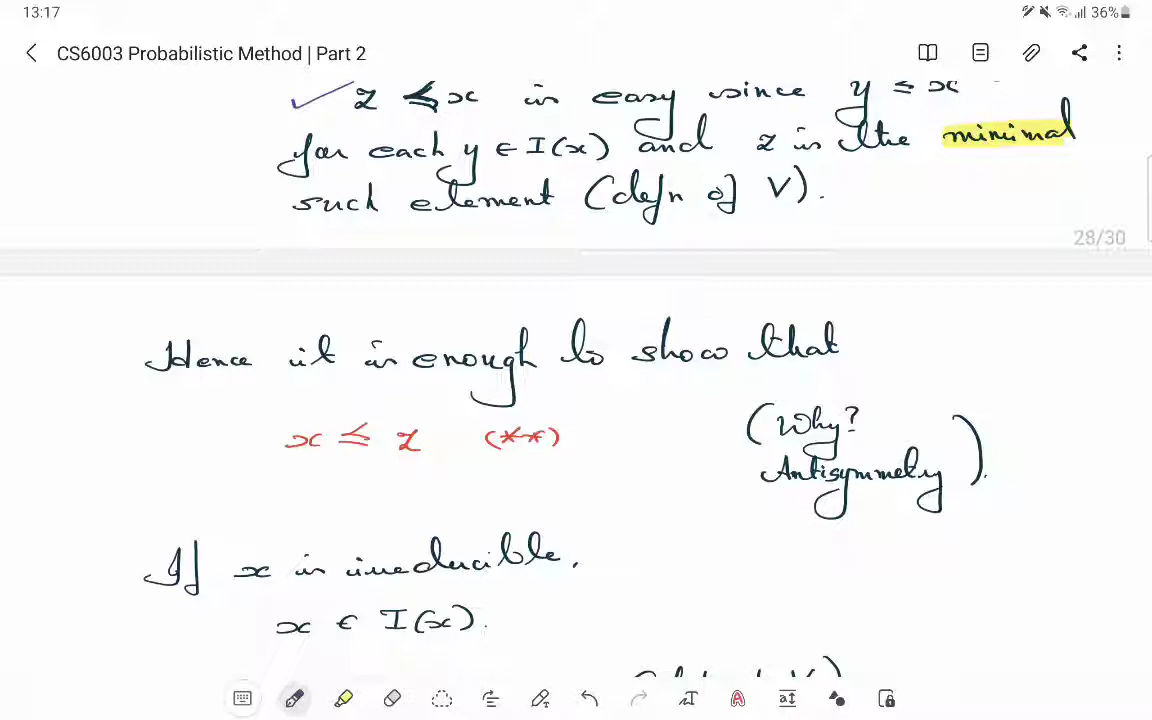 13:17
36%
CS6003 Probabilistic Method | Part 2
z ≤ x is easy since y ≤ x
for each y ∈ I(x) and z is the minimal
such element (defn of V).
28/30
Hence it is enough to show that
x ≤ z (**)
(Why?
Antisymmetry).
If x is irreducible,
x ∈ I(x).